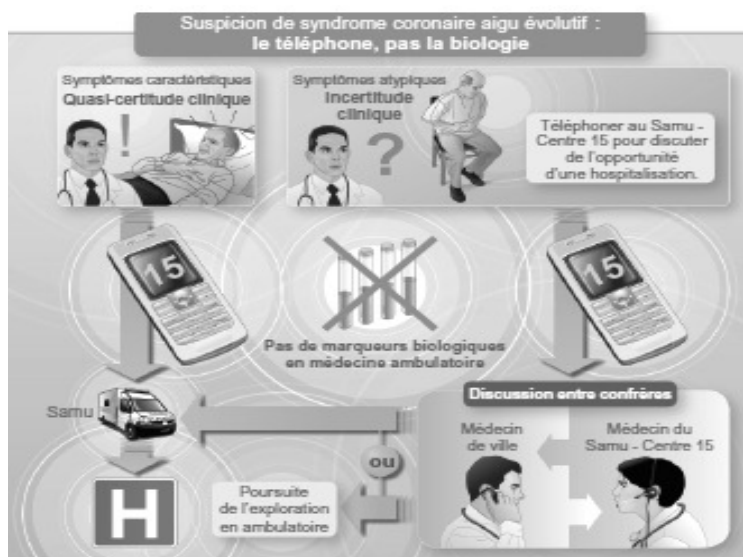 Suspicion de syndrome coronaire aigu évolutif :
le téléphone, pas la biologie
Symptômes caractéristiques
Quasi-certitude clinique
!
Symptômes atypiques
Incertitude
clinique
?
Téléphoner au Samu -
Centre 15 pour discuter
de l'opportunité
d'une hospitalisation.
15
15
Pas de marqueurs biologiques
en médecine ambulatoire
Samu
Discussion entre confrères
Médecin
de ville
Médecin du
Samu - Centre 15
ou
H
Poursuite
de l'exploration
en ambulatoire